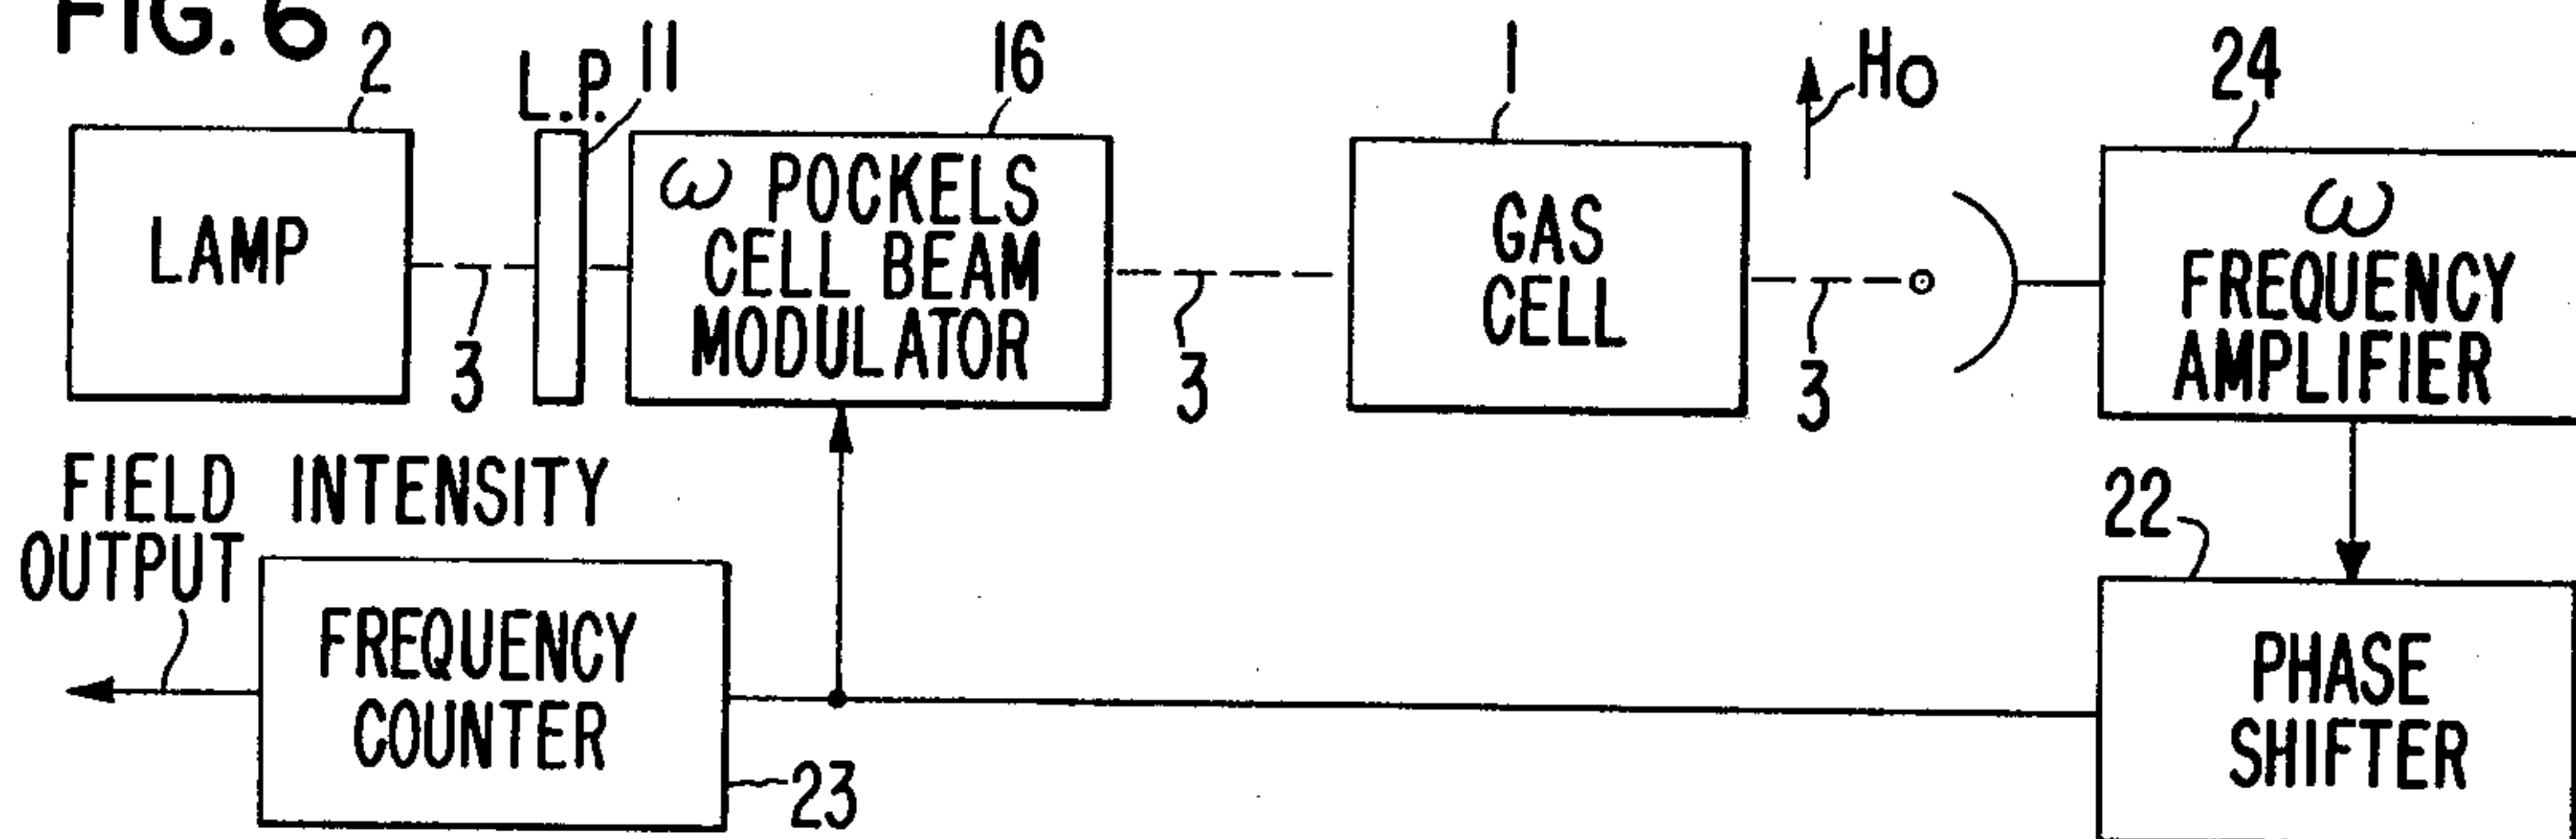 FIG. 6
2
L.P.
11
16
1
Ho
24
LAMP
ω POCKELS
CELL BEAM
MODULATOR
GAS
CELL
ω
FREQUENCY
AMPLIFIER
3
3
3
FIELD INTENSITY
OUTPUT
22
FREQUENCY
COUNTER
PHASE
SHIFTER
23